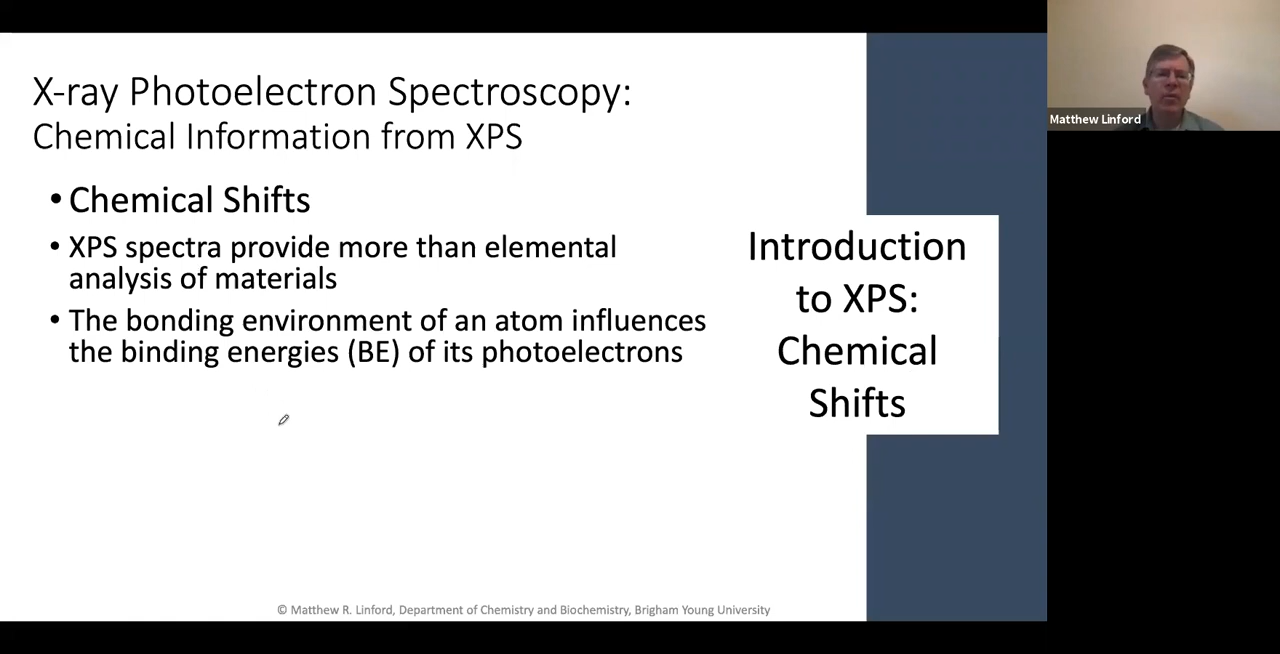 X-ray Photoelectron Spectroscopy:
Chemical Information from XPS
• Chemical Shifts
• XPS spectra provide more than elemental
analysis of materials
• The bonding environment of an atom influences
the binding energies (BE) of its photoelectrons
Introduction
to XPS:
Chemical
Shifts
© Matthew R. Linford, Department of Chemistry and Biochemistry, Brigham Young University
Matthew Linford